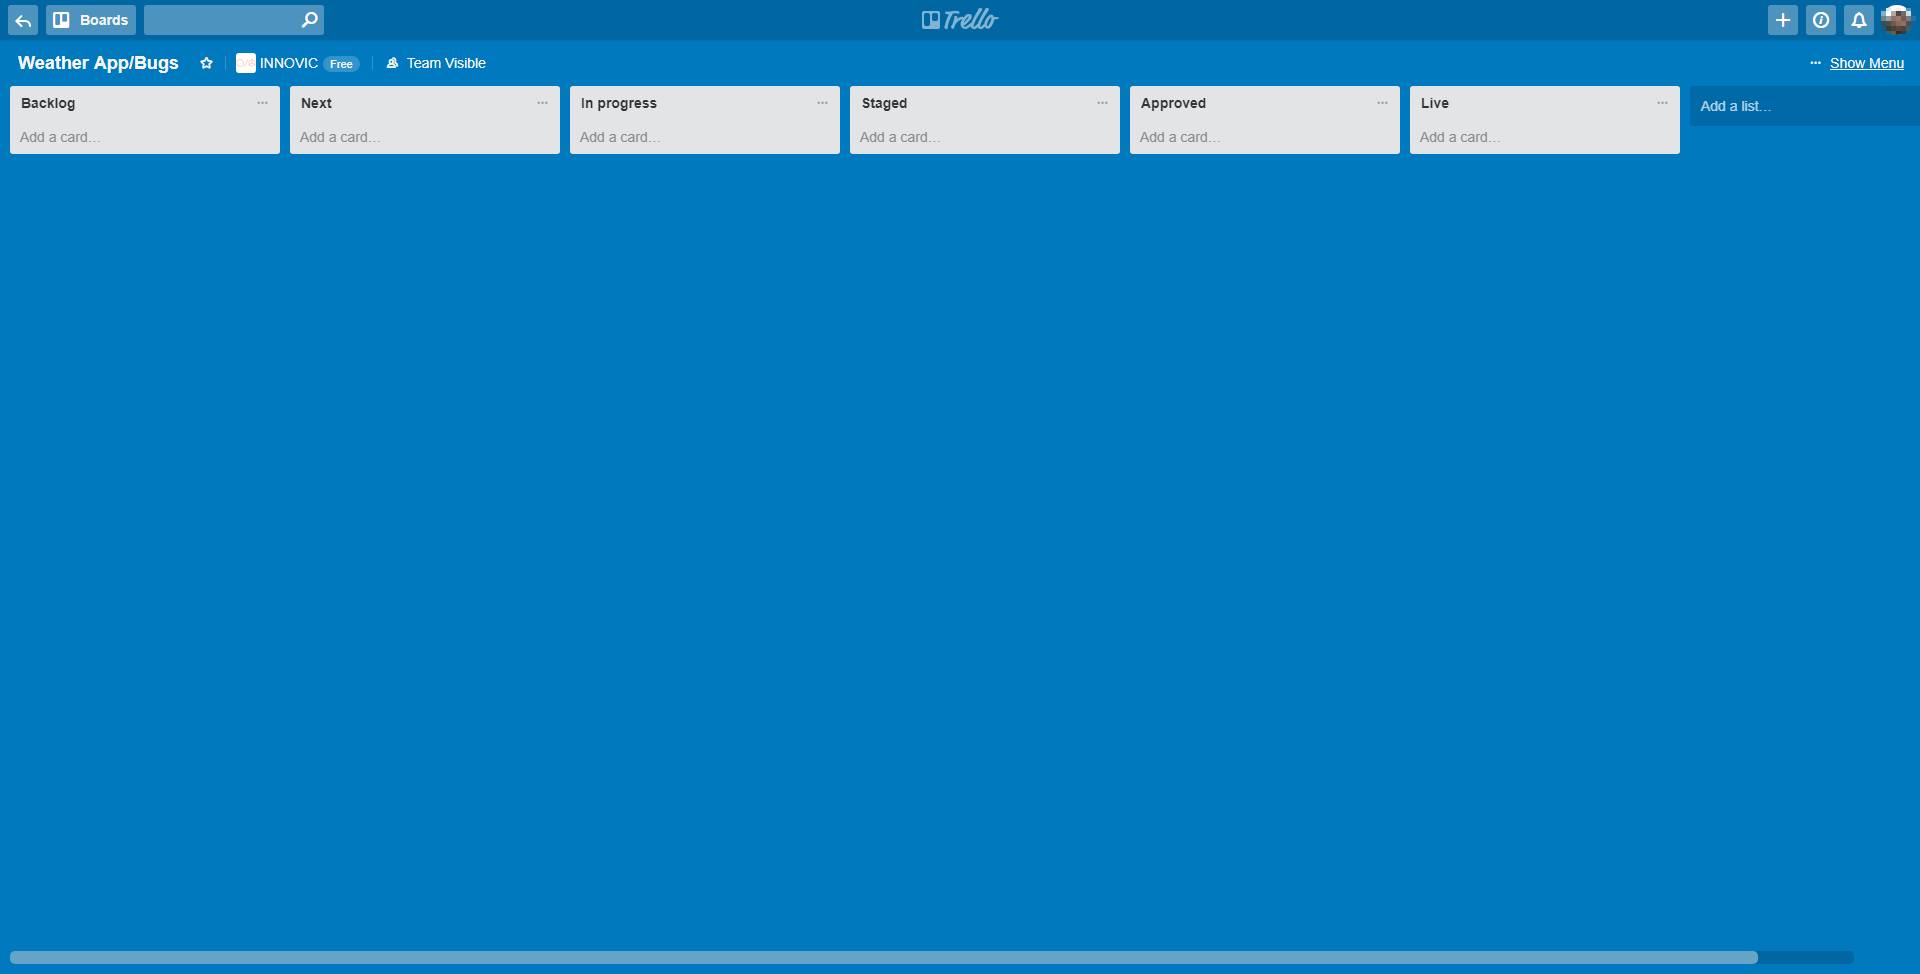 Boards
Trello
Weather App/Bugs
INNOVIC Free
Team Visible
... Show Menu
Backlog ...
Next ...
In progress ...
Staged ...
Approved ...
Live ...
Add a list…
Add a card…
Add a card…
Add a card…
Add a card…
Add a card…
Add a card…